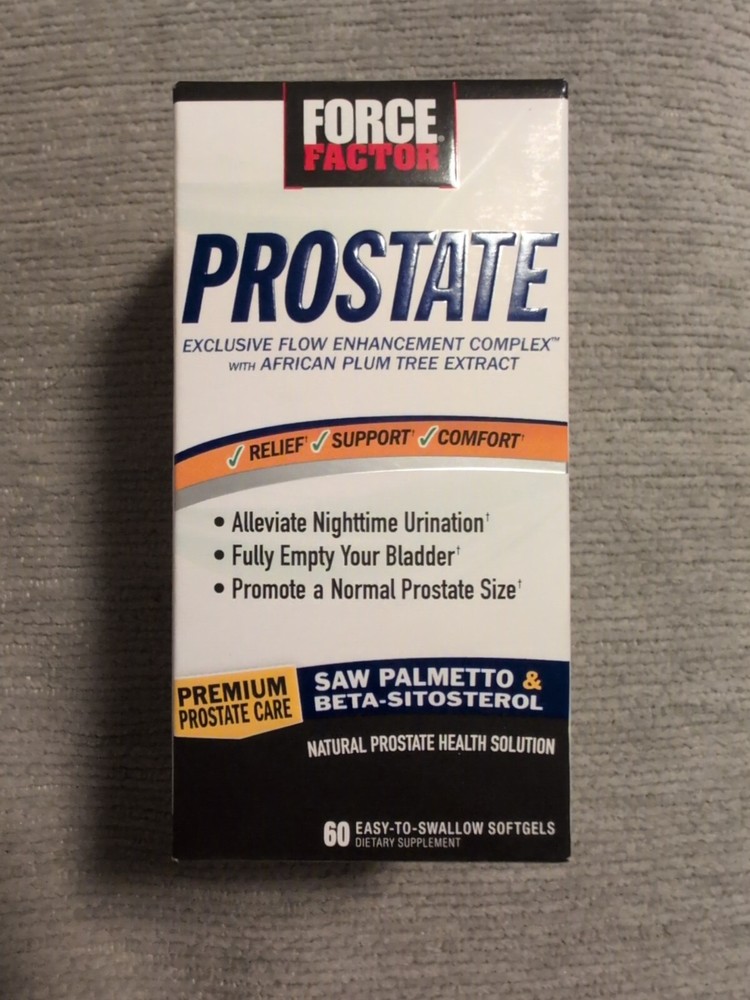 FORCE
FACTOR®
PROSTATE
EXCLUSIVE FLOW ENHANCEMENT COMPLEX™
WITH AFRICAN PLUM TREE EXTRACT
✓ RELIEF† ✓ SUPPORT† ✓ COMFORT†
• Alleviate Nighttime Urination†
• Fully Empty Your Bladder†
• Promote a Normal Prostate Size†
PREMIUM
PROSTATE CARE
SAW PALMETTO &
BETA-SITOSTEROL
NATURAL PROSTATE HEALTH SOLUTION
60 EASY-TO-SWALLOW SOFTGELS
DIETARY SUPPLEMENT